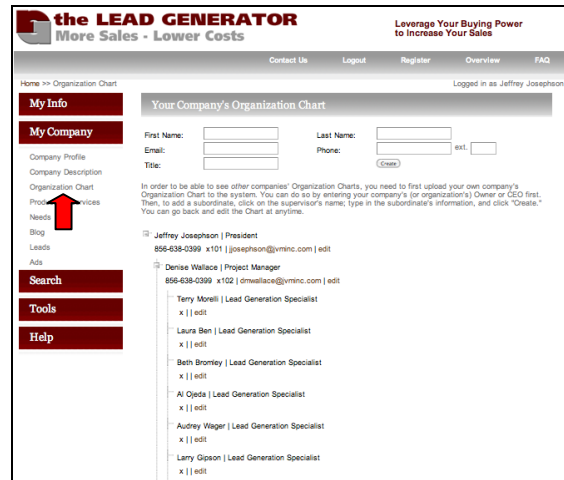 the LEAD GENERATOR
More Sales - Lower Costs
Leverage Your Buying Power
to Increase Your Sales
Contact Us Logout Register Overview FAQ
Home >> Organization Chart
Logged in as Jeffrey Josephson
My Info
My Company
Company Profile
Company Description
Organization Chart
Needs
Blog
Leads
Ads
Search
Tools
Help
Your Company's Organization Chart
First Name: Last Name:
Email: Phone: ext.
Title: Create
In order to be able to see other companies' Organization Charts, you need to first upload your own company's
Organization Chart to the system. You can do so by entering your company's (or organization's) Owner or CEO first.
Then, to add a subordinate, click on the supervisor's name; type in the subordinate's information, and click "Create."
You can go back and edit the Chart at anytime.
Jeffrey Josephson | President
856-638-0399 x101 | jjosephson@jvminc.com | edit
Denise Wallace | Project Manager
856-638-0399 x102 | dmwallace@jvminc.com | edit
Terry Morelli | Lead Generation Specialist
x | | edit
Laura Ben | Lead Generation Specialist
x | | edit
Beth Bromley | Lead Generation Specialist
x | | edit
Al Ojeda | Lead Generation Specialist
x | | edit
Audrey Wager | Lead Generation Specialist
x | | edit
Larry Gipson | Lead Generation Specialist
x | | edit